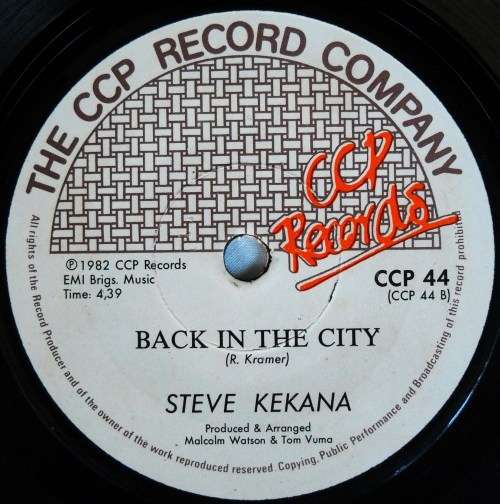 THE CCP RECORD COMPANY
CCP
Records
℗ 1982 CCP Records
EMI Brigs. Music
Time: 4,39
CCP 44
(CCP 44 B)
BACK IN THE CITY
(R. Kramer)
STEVE KEKANA
Produced & Arranged
Malcolm Watson & Tom Vuma
All rights of the Record Producer and of the owner of the work reproduced reserved. Copying, Public Performance and Broadcasting of this record prohibited